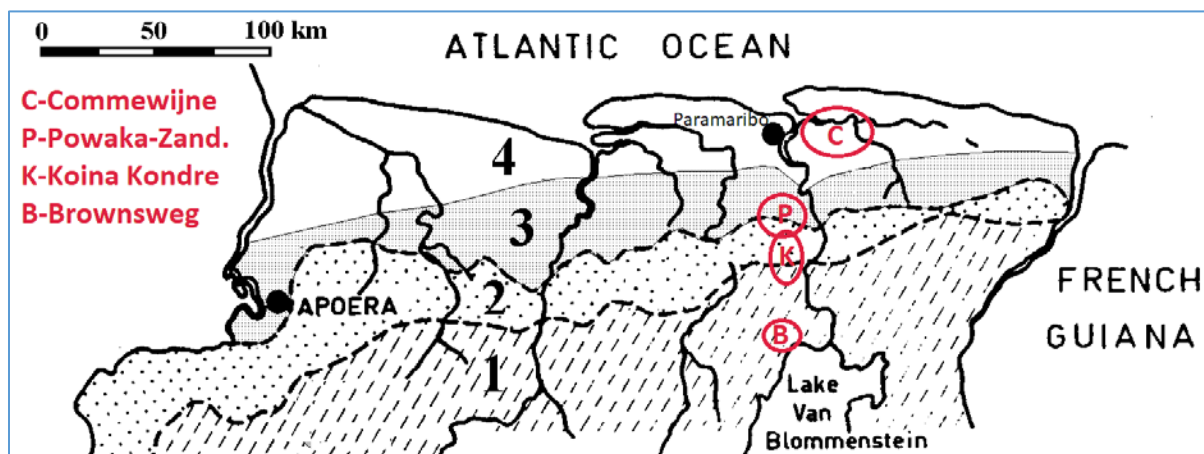 0 50 100 km
ATLANTIC OCEAN
C-Commewijne
P-Powaka-Zand.
K-Koina Kondre
B-Brownsweg
Paramaribo
C
4
3
P
K
2
APOERA
1
B
FRENCH
GUIANA
Lake
Van
Blommenstein